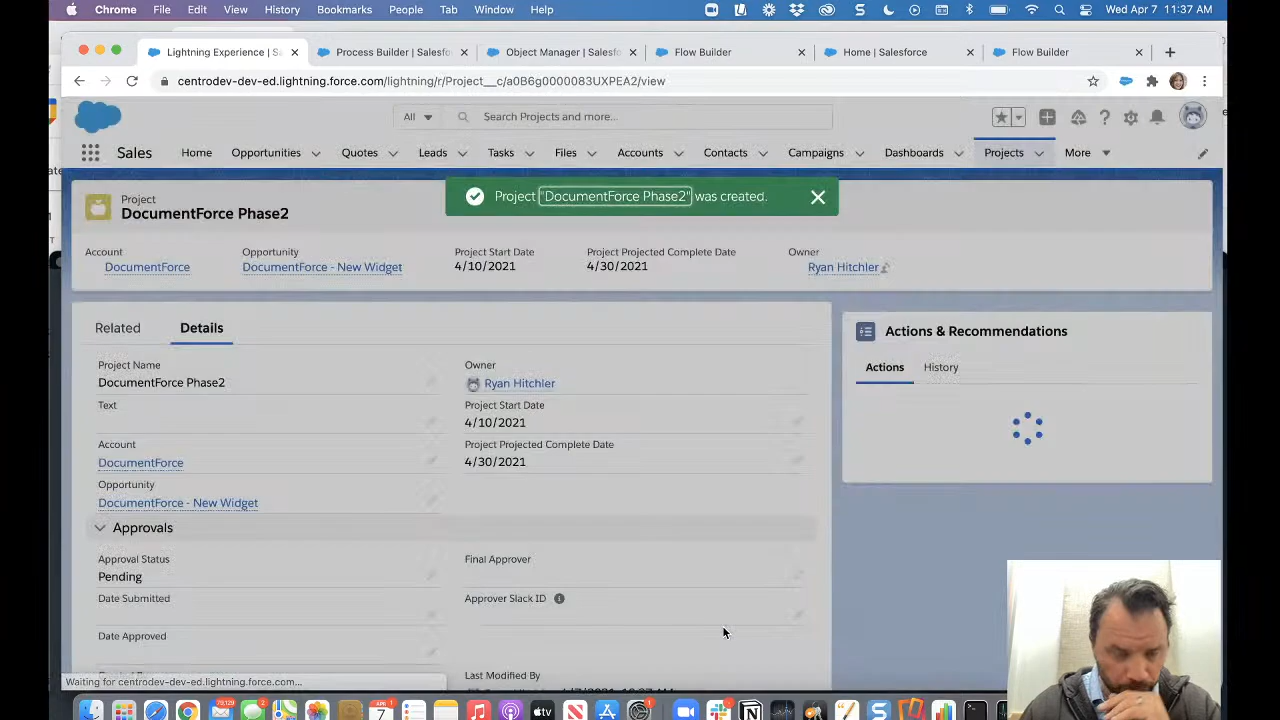 Chrome File Edit View History Bookmarks People Tab Window Help Wed Apr 7 11:37 AM
Lightning Experience | S Process Builder | Salesfo Object Manager | Salesfo Flow Builder Home | Salesforce Flow Builder
centrodev-dev-ed.lightning.force.com/lightning/r/Project__c/a0B6g0000083UXPEA2/view
All Search Projects and more...
Sales Home Opportunities Quotes Leads Tasks Files Accounts Contacts Campaigns Dashboards Projects More
Project "DocumentForce Phase2" was created.
Project
DocumentForce Phase2
Account Opportunity Project Start Date Project Projected Complete Date Owner
DocumentForce DocumentForce - New Widget 4/10/2021 4/30/2021 Ryan Hitchler
Related Details
Project Name
DocumentForce Phase2
Text
Account
DocumentForce
Opportunity
DocumentForce - New Widget
Owner
Ryan Hitchler
Project Start Date
4/10/2021
Project Projected Complete Date
4/30/2021
Approvals
Approval Status
Pending
Date Submitted
Date Approved
Final Approver
Approver Slack ID
Last Modified By
Actions & Recommendations
Actions History
Waiting for centrodev-dev-ed.lightning.force.com...